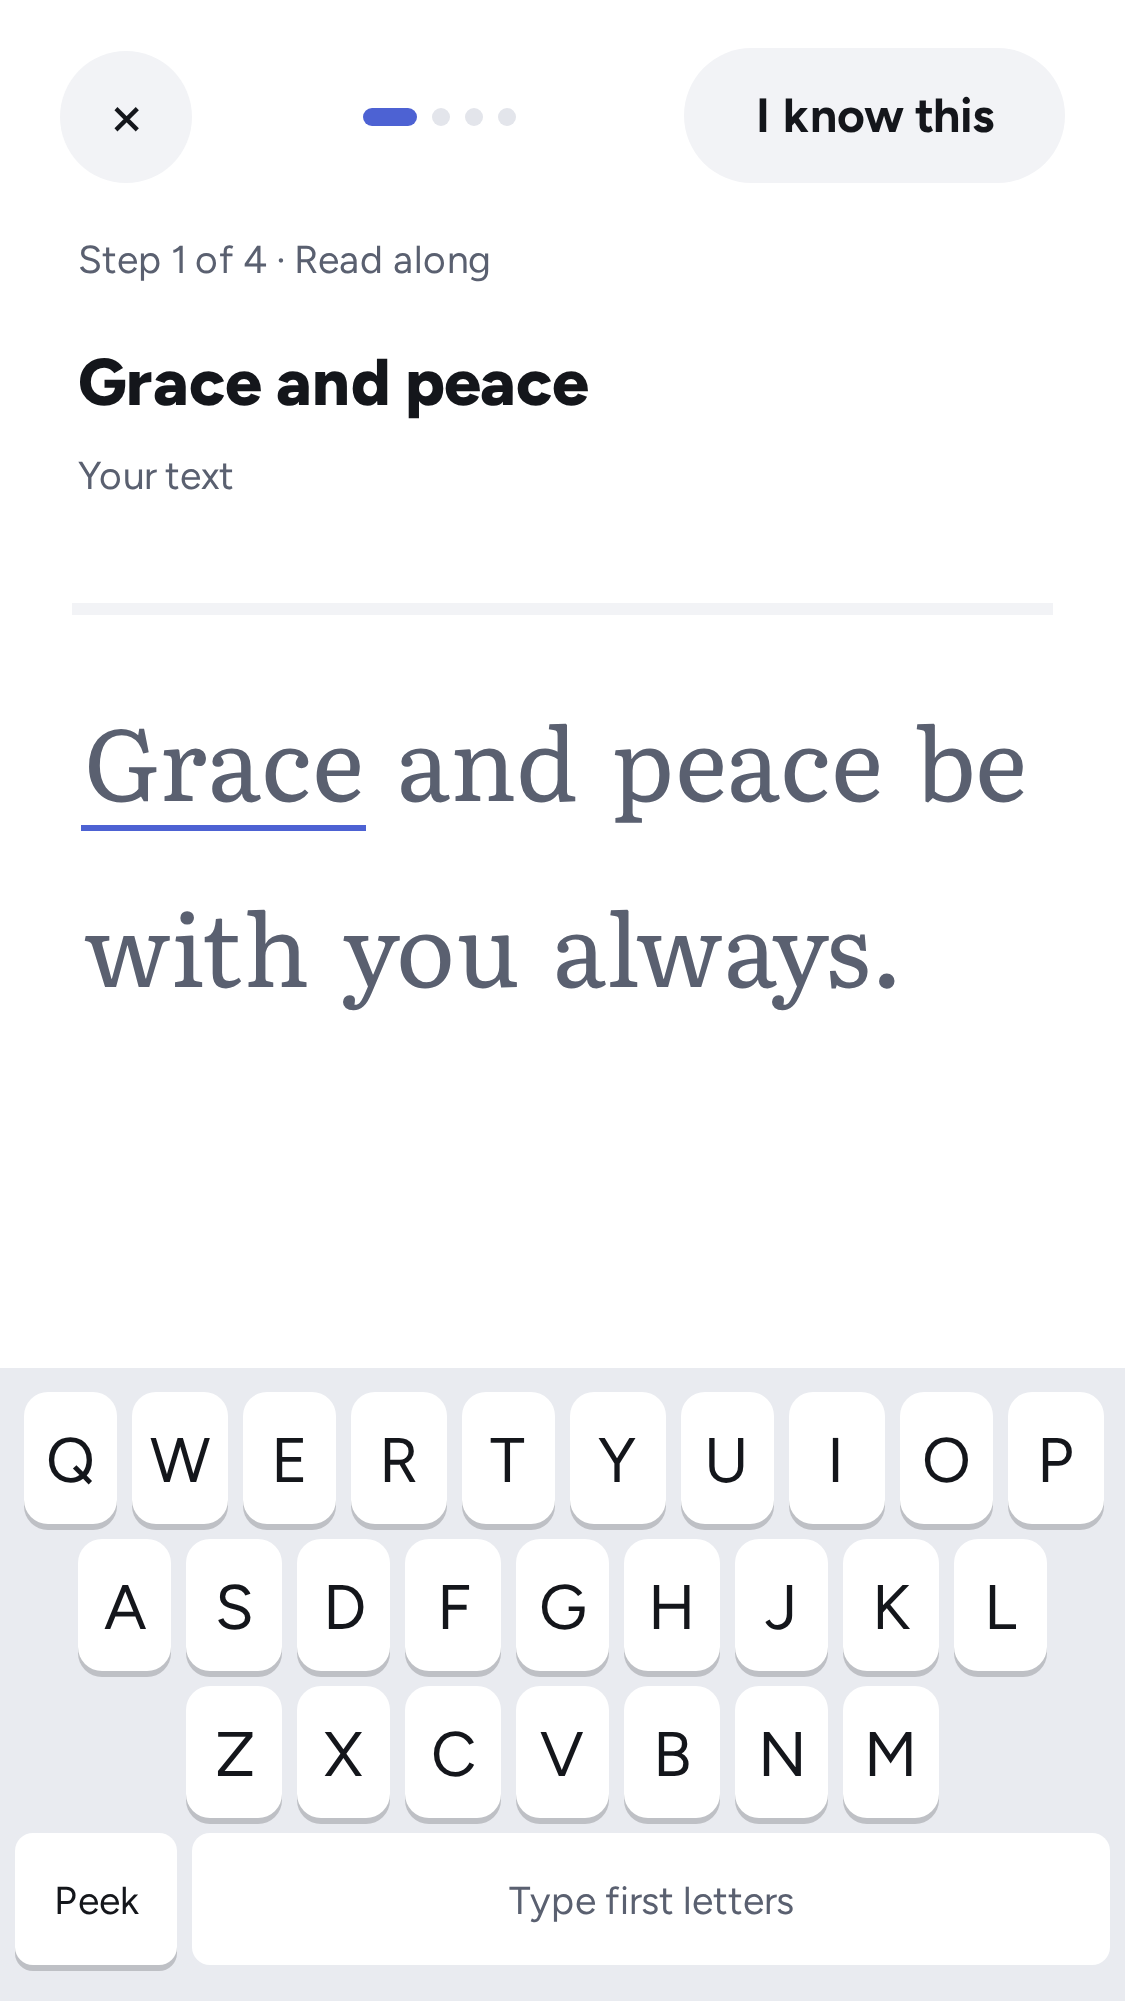 ×
I know this
Step 1 of 4 · Read along
Grace and peace
Your text
Grace and peace be
with you always.
Q W E R T Y U I O P
A S D F G H J K L
Z X C V B N M
Peek
Type first letters